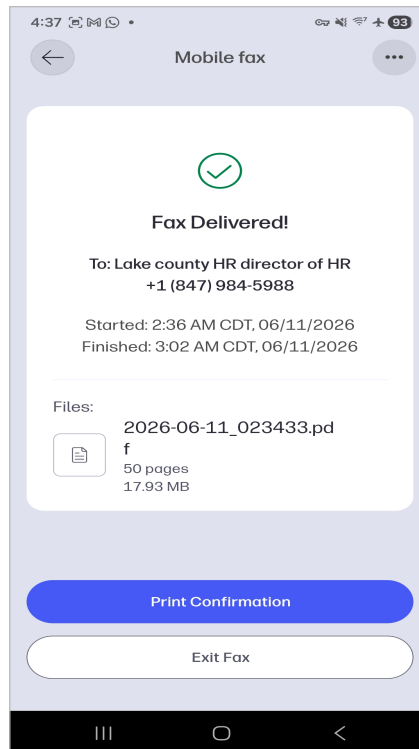 4:37
93
Mobile fax
Fax Delivered!
To: Lake county HR director of HR
+1 (847) 984-5988
Started: 2:36 AM CDT, 06/11/2026
Finished: 3:02 AM CDT, 06/11/2026
Files:
2026-06-11_023433.pd
f
50 pages
17.93 MB
Print Confirmation
Exit Fax